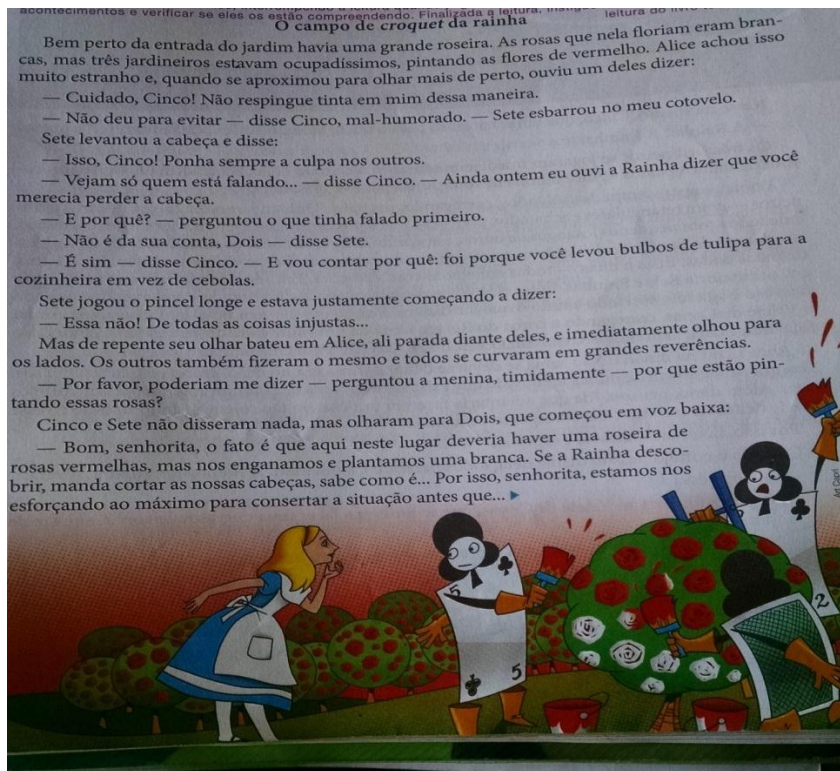 acontecimentos e verificar se eles os estão compreendendo. Finalizada a leitura,
leitura do
O campo de croquet da rainha
Bem perto da entrada do jardim havia uma grande roseira. As rosas que nela floriam eram bran-
cas, mas três jardineiros estavam ocupadíssimos, pintando as flores de vermelho. Alice achou isso
muito estranho e, quando se aproximou para olhar mais de perto, ouviu um deles dizer:
— Cuidado, Cinco! Não respingue tinta em mim dessa maneira.
— Não deu para evitar — disse Cinco, mal-humorado. — Sete esbarrou no meu cotovelo.
Sete levantou a cabeça e disse:
— Isso, Cinco! Ponha sempre a culpa nos outros.
— Vejam só quem está falando... — disse Cinco. — Ainda ontem eu ouvi a Rainha dizer que você
merecia perder a cabeça.
— E por quê? — perguntou o que tinha falado primeiro.
— Não é da sua conta, Dois — disse Sete.
— É sim — disse Cinco. — E vou contar por quê: foi porque você levou bulbos de tulipa para a
cozinheira em vez de cebolas.
Sete jogou o pincel longe e estava justamente começando a dizer:
— Essa não! De todas as coisas injustas...
Mas de repente seu olhar bateu em Alice, ali parada diante deles, e imediatamente olhou para
os lados. Os outros também fizeram o mesmo e todos se curvaram em grandes reverências.
— Por favor, poderiam me dizer — perguntou a menina, timidamente — por que estão pin-
tando essas rosas?
Cinco e Sete não disseram nada, mas olharam para Dois, que começou em voz baixa:
— Bom, senhorita, o fato é que aqui neste lugar deveria haver uma roseira de
rosas vermelhas, mas nos enganamos e plantamos uma branca. Se a Rainha desco-
brir, manda cortar as nossas cabeças, sabe como é... Por isso, senhorita, estamos nos
esforçando ao máximo para consertar a situação antes que...
5
5
2